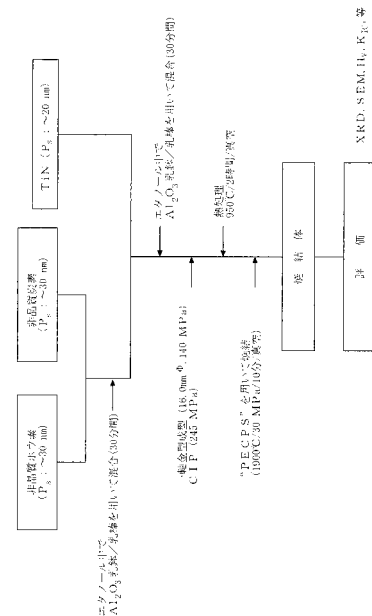 非晶質ホウ素
(Ps : ~30 nm)
非晶質炭素
(Ps : ~30 nm)
TiN (Ps : ~20 nm)
エタノール中で
Al2O3乳鉢/乳棒を用いて混合(30分間)
エタノール中で
Al2O3乳鉢/乳棒を用いて混合(30分間)
一軸金型成型 (16.0mmΦ, 140 MPa)
CIP (245 MPa)
熱処理
950℃/2時間/真空
"PECPS" を用いて焼結
(1900℃/30 MPa/10分/真空)
焼結体
評価
XRD, SEM, Hv, KIC, 等